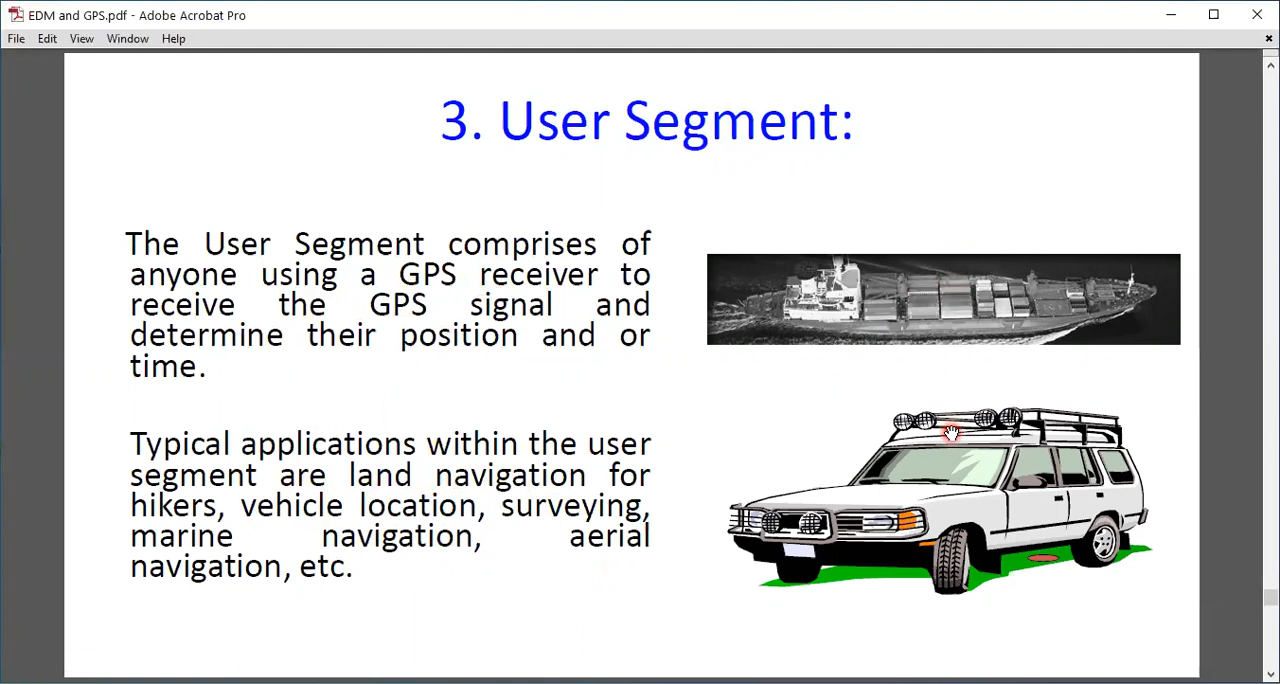 EDM and GPS.pdf - Adobe Acrobat Pro
File Edit View Window Help
3. User Segment:
The User Segment comprises of
anyone using a GPS receiver to
receive the GPS signal and
determine their position and or
time.
Typical applications within the user
segment are land navigation for
hikers, vehicle location, surveying,
marine navigation, aerial
navigation, etc.